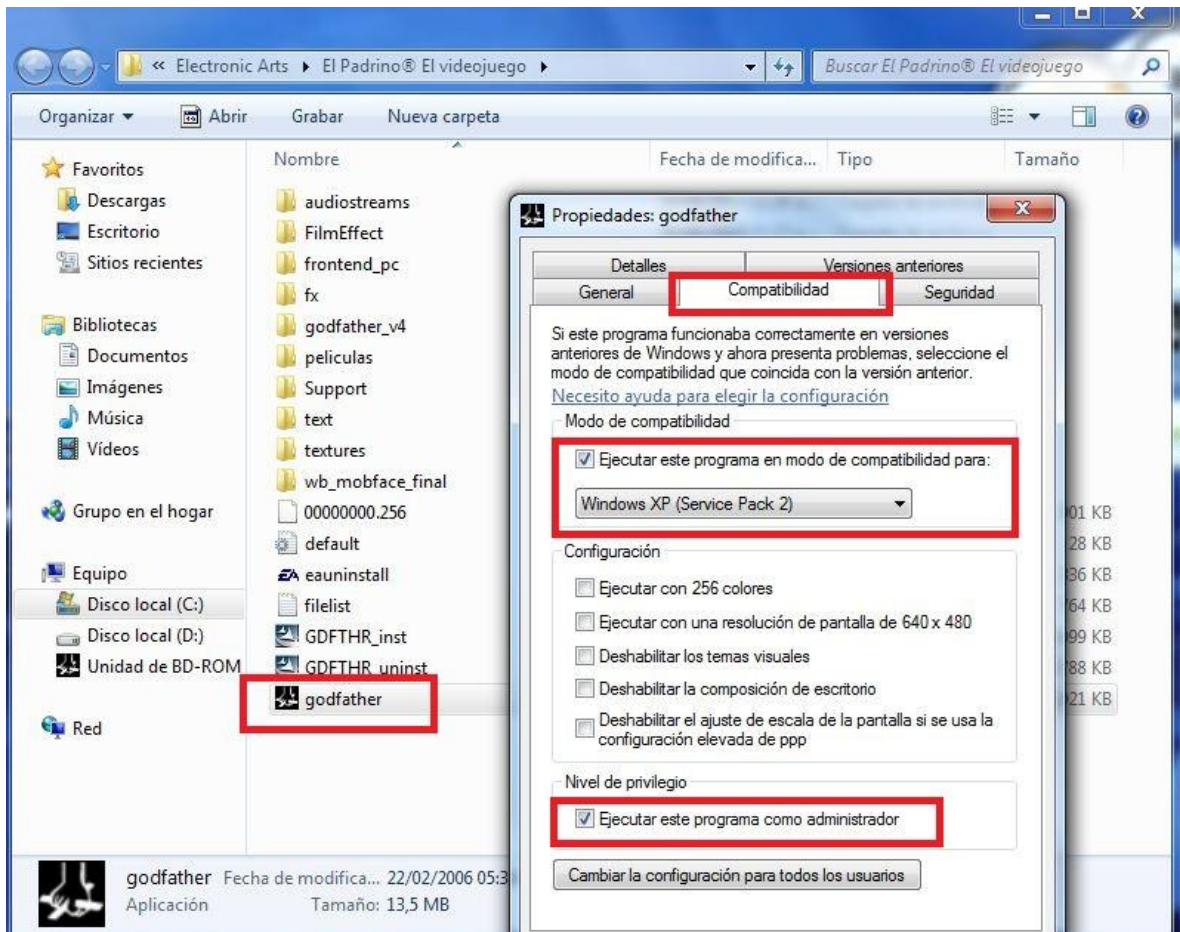 « Electronic Arts ▸ El Padrino® El videojuego ▸
Buscar El Padrino® El videojuego
Organizar
Abrir
Grabar
Nueva carpeta
Favoritos
Descargas
Escritorio
Sitios recientes
Bibliotecas
Documentos
Imágenes
Música
Vídeos
Grupo en el hogar
Equipo
Disco local (C:)
Disco local (D:)
Unidad de BD-ROM
Red
Nombre
Fecha de modifica...
Tipo
Tamaño
audiostreams
FilmEffect
frontend_pc
fx
godfather_v4
peliculas
Support
text
textures
wb_mobface_final
00000000.256
default
eauninstall
filelist
GDFTHR_inst
GDFTHR_uninst
godfather
01 KB
28 KB
336 KB
764 KB
099 KB
788 KB
921 KB
Propiedades: godfather
Detalles
Versiones anteriores
General
Compatibilidad
Seguridad
Si este programa funcionaba correctamente en versiones
anteriores de Windows y ahora presenta problemas, seleccione el
modo de compatibilidad que coincida con la versión anterior.
Necesito ayuda para elegir la configuración
Modo de compatibilidad
Ejecutar este programa en modo de compatibilidad para:
Windows XP (Service Pack 2)
Configuración
Ejecutar con 256 colores
Ejecutar con una resolución de pantalla de 640 x 480
Deshabilitar los temas visuales
Deshabilitar la composición de escritorio
Deshabilitar el ajuste de escala de la pantalla si se usa la
configuración elevada de ppp
Nivel de privilegio
Ejecutar este programa como administrador
Cambiar la configuración para todos los usuarios
godfather Fecha de modifica... 22/02/2006 05:3
Aplicación Tamaño: 13,5 MB